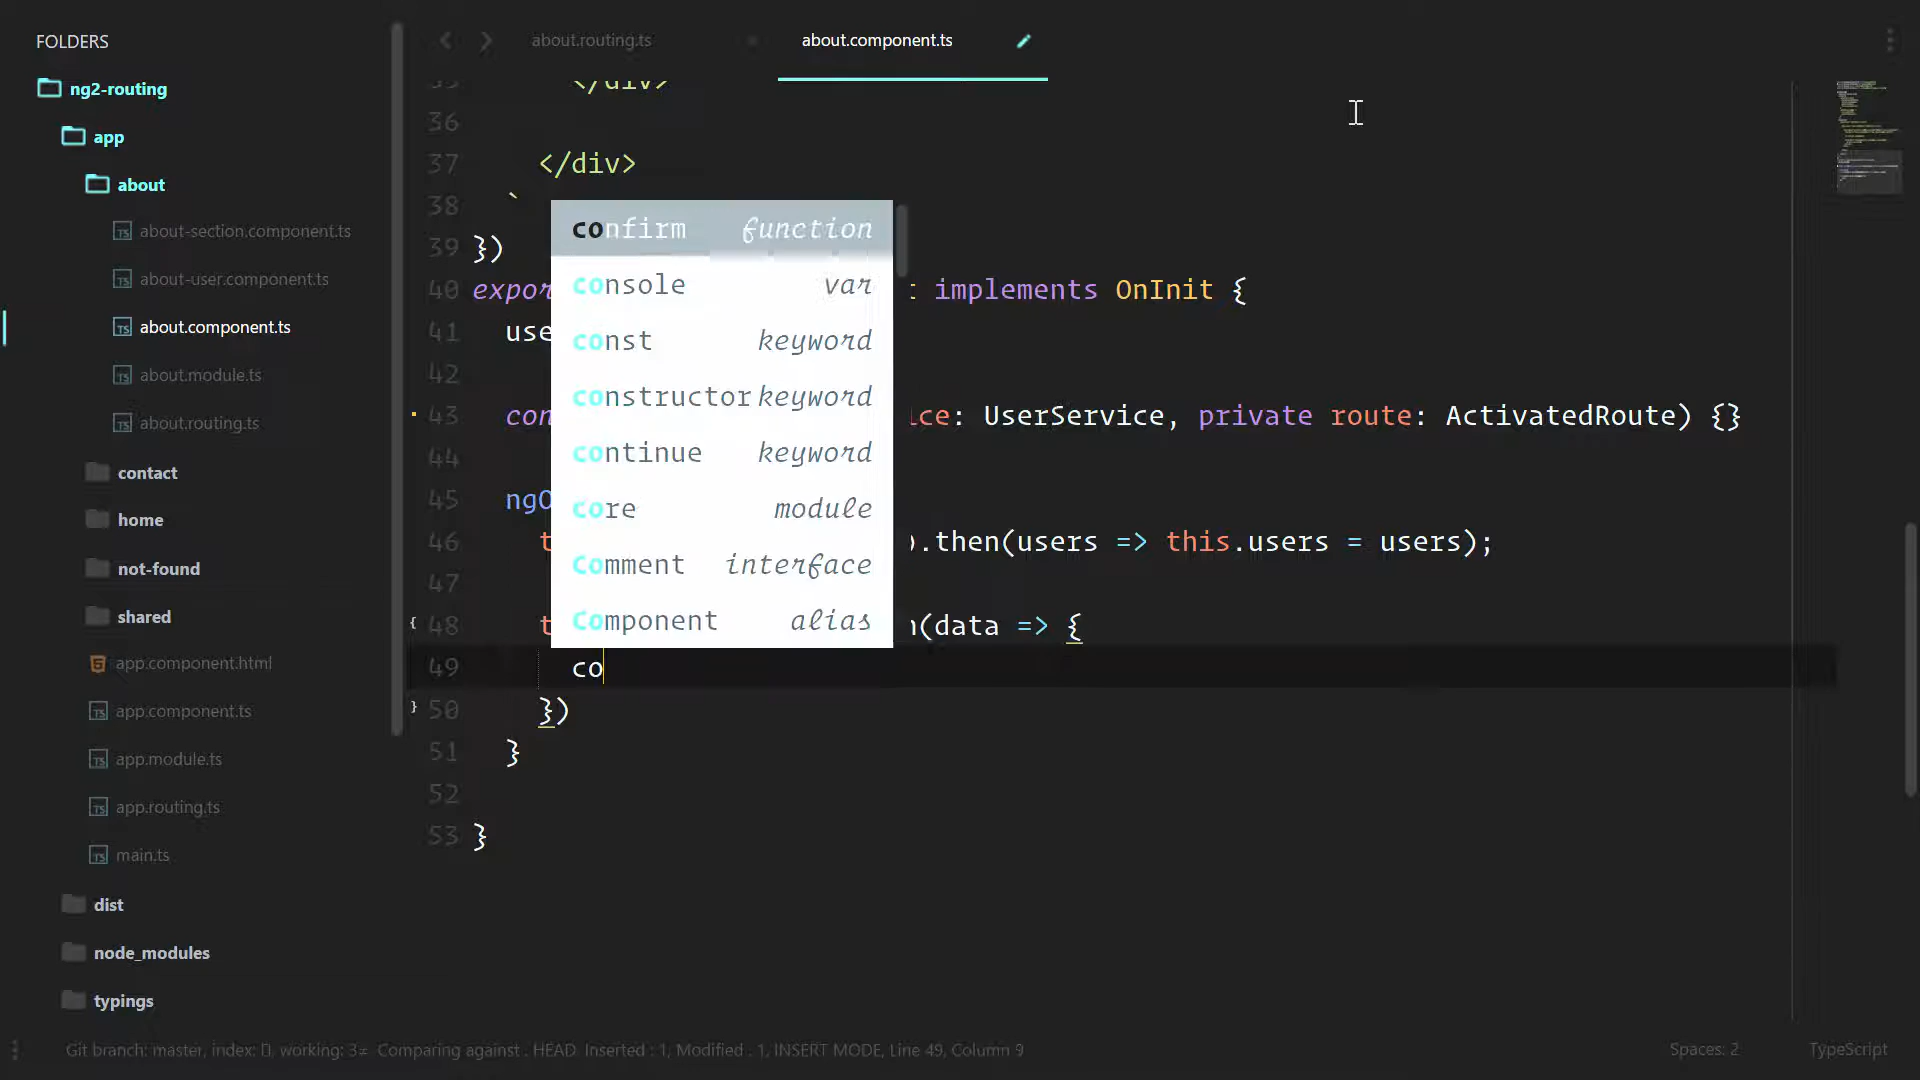 FOLDERS
ng2-routing
app
about
about-section.component.ts
about-user.component.ts
about.component.ts
about.module.ts
about.routing.ts
contact
home
not-found
shared
app.component.html
app.component.ts
app.module.ts
app.routing.ts
main.ts
dist
node_modules
typings
about.routing.ts
about.component.ts
35 </div>
36
37 </div>
38 `
39 })
40 expor : implements OnInit {
41 use
42
43 con ice: UserService, private route: ActivatedRoute) {}
44
45 ngO
46 t ).then(users => this.users = users);
47
{ 48 t n(data => {
49 co
} 50 })
51 }
52
53 }
confirm function
console var
const keyword
constructor keyword
continue keyword
core module
Comment interface
Component alias
Git branch: master, index: [], working: 3≠ Comparing against : HEAD Inserted : 1, Modified : 1, INSERT MODE, Line 49, Column 9
Spaces: 2
TypeScript